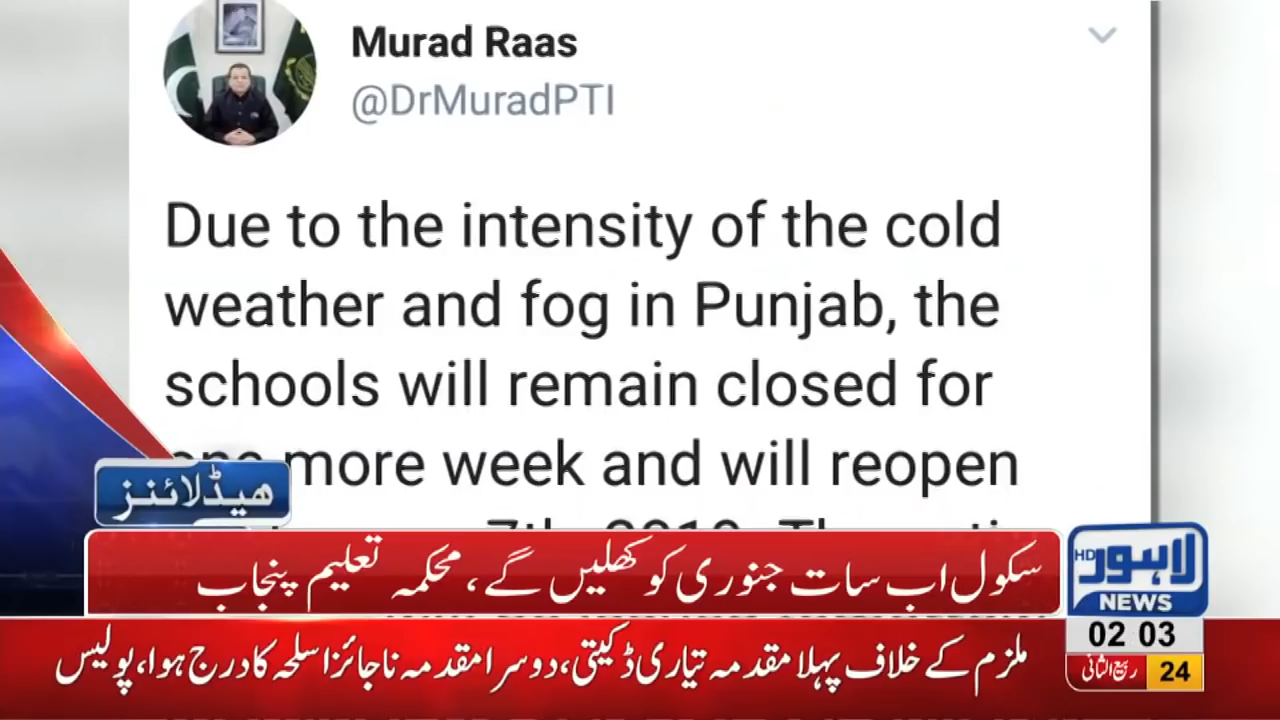 Murad Raas
@DrMuradPTI
Due to the intensity of the cold
weather and fog in Punjab, the
schools will remain closed for
one more week and will reopen
ہیڈلائنز
سکول اب سات جنوری کو کھلیں گے، محکمہ تعلیم پنجاب
HD لاہور
NEWS
02 03
ملزم کے خلاف پہلا مقدمہ تیاری ڈکیتی، دوسرا مقدمہ ناجائز اسلحہ کا درج ہوا، پولیس
ربیع الثانی 24